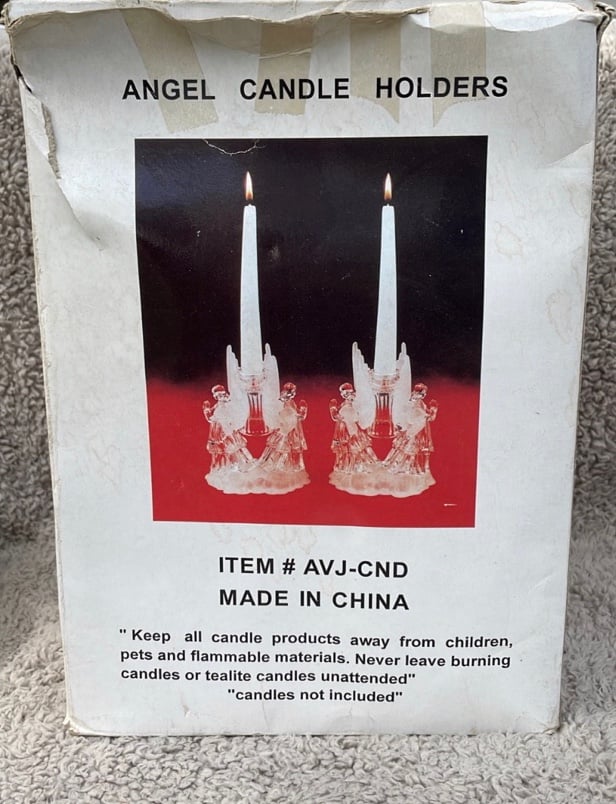 ANGEL CANDLE HOLDERS
ITEM # AVJ-CND
MADE IN CHINA
" Keep all candle products away from children,
pets and flammable materials. Never leave burning
candles or tealite candles unattended"
"candles not included"